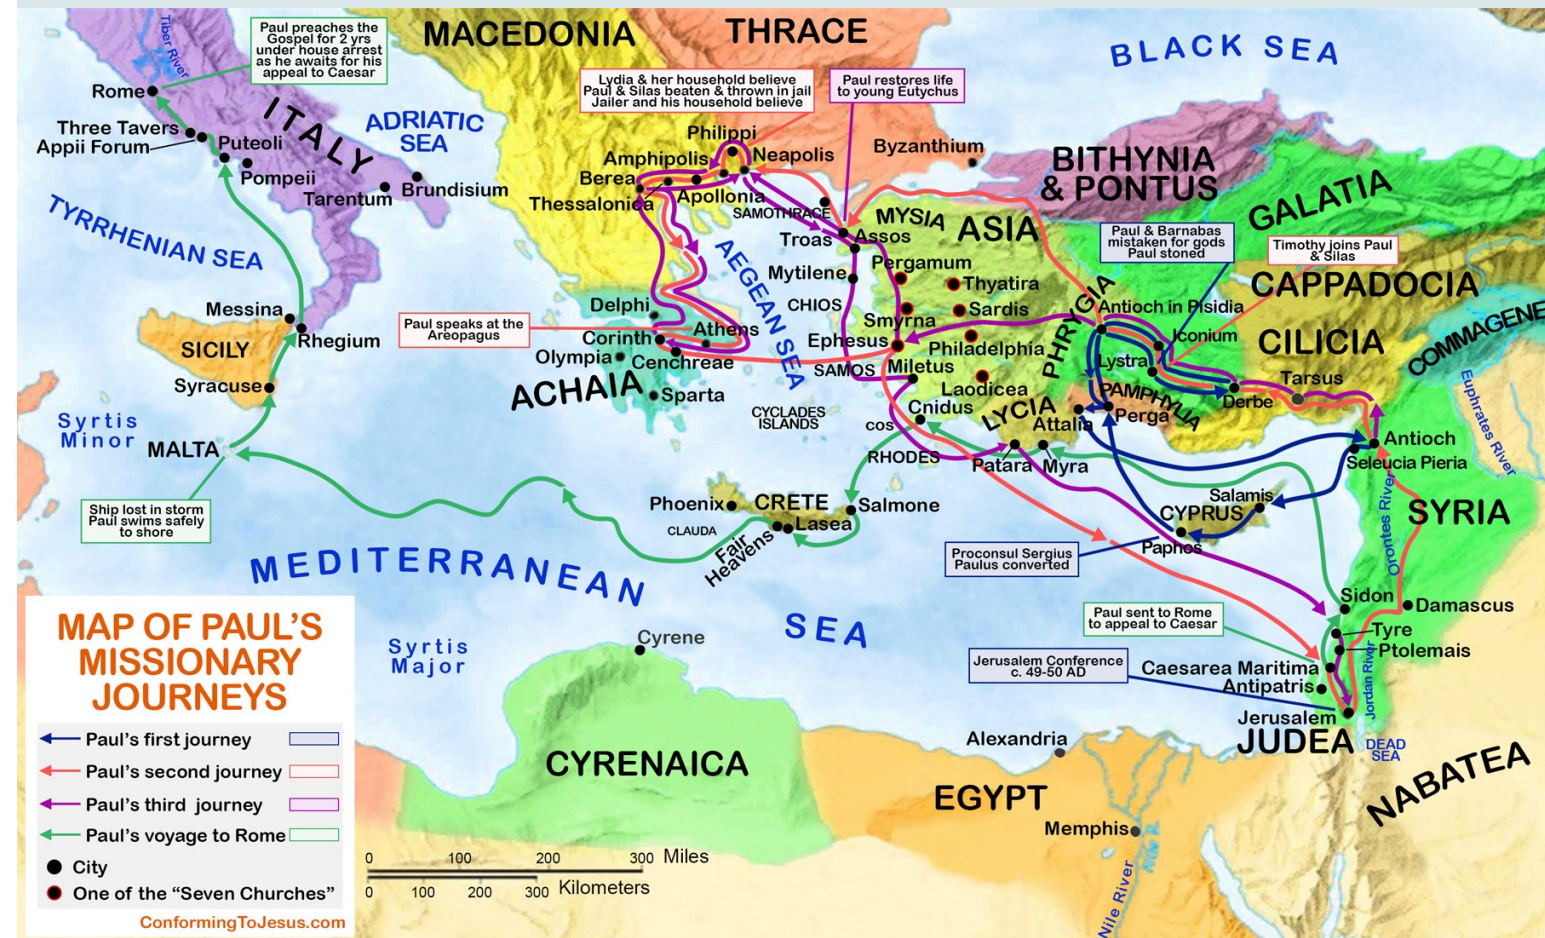 Paul preaches the
Gospel for 2 yrs
under house arrest
as he awaits for his
appeal to Caesar
Tiber River
MACEDONIA
THRACE
BLACK SEA
Lydia & her household believe
Paul & Silas beaten & thrown in jail
Jailer and his household believe
Paul restores life
to young Eutychus
Rome
ITALY
ADRIATIC
SEA
Three Tavers
Appii Forum
Puteoli
Pompeii
Tarentum
Brundisium
Philippi
Neapolis
Amphipolis
Berea
Apollonia
Thessalonica
SAMOTHRACE
Byzanthium
BITHYNIA
& PONTUS
GALATIA
TYRRHENIAN SEA
MYSIA
ASIA
Troas
Assos
Paul & Barnabas
mistaken for gods
Paul stoned
Timothy joins Paul
& Silas
AEGEAN SEA
Mytilene
Pergamum
Thyatira
CAPPADOCIA
CHIOS
Delphi
Smyrna
Sardis
PHRYGIA
Antioch in Pisidia
COMMAGENE
Messina
Rhegium
SICILY
Syracuse
Paul speaks at the
Areopagus
Corinth
Athens
Cenchreae
Olympia
Ephesus
Philadelphia
Iconium
CILICIA
Lystra
SAMOS
Miletus
Laodicea
Tarsus
Derbe
ACHAIA
Sparta
CYCLADES
ISLANDS
Cnidus
COS
LYCIA
PAMPHYLIA
Attalia
Perga
Euphrates River
Syrtis
Minor
MALTA
RHODES
Patara
Myra
Antioch
Seleucia Pieria
Ship lost in storm
Paul swims safely
to shore
Phoenix
CRETE
Salmone
CLAUDA
Lasea
Fair
Heavens
Salamis
CYPRUS
Paphos
Orontes River
SYRIA
Proconsul Sergius
Paulus converted
MEDITERRANEAN
SEA
Sidon
Damascus
Paul sent to Rome
to appeal to Caesar
Tyre
Ptolemais
Syrtis
Major
Cyrene
Jerusalem Conference
c. 49-50 AD
Caesarea Maritima
Antipatris
Jordan River
Jerusalem
JUDEA
DEAD
SEA
CYRENAICA
Alexandria
EGYPT
NABATEA
Memphis
Nile River
MAP OF PAUL'S
MISSIONARY
JOURNEYS
Paul's first journey
Paul's second journey
Paul's third journey
Paul's voyage to Rome
City
One of the “Seven Churches”
ConformingToJesus.com
0 100 200 300 Miles
0 100 200 300 Kilometers